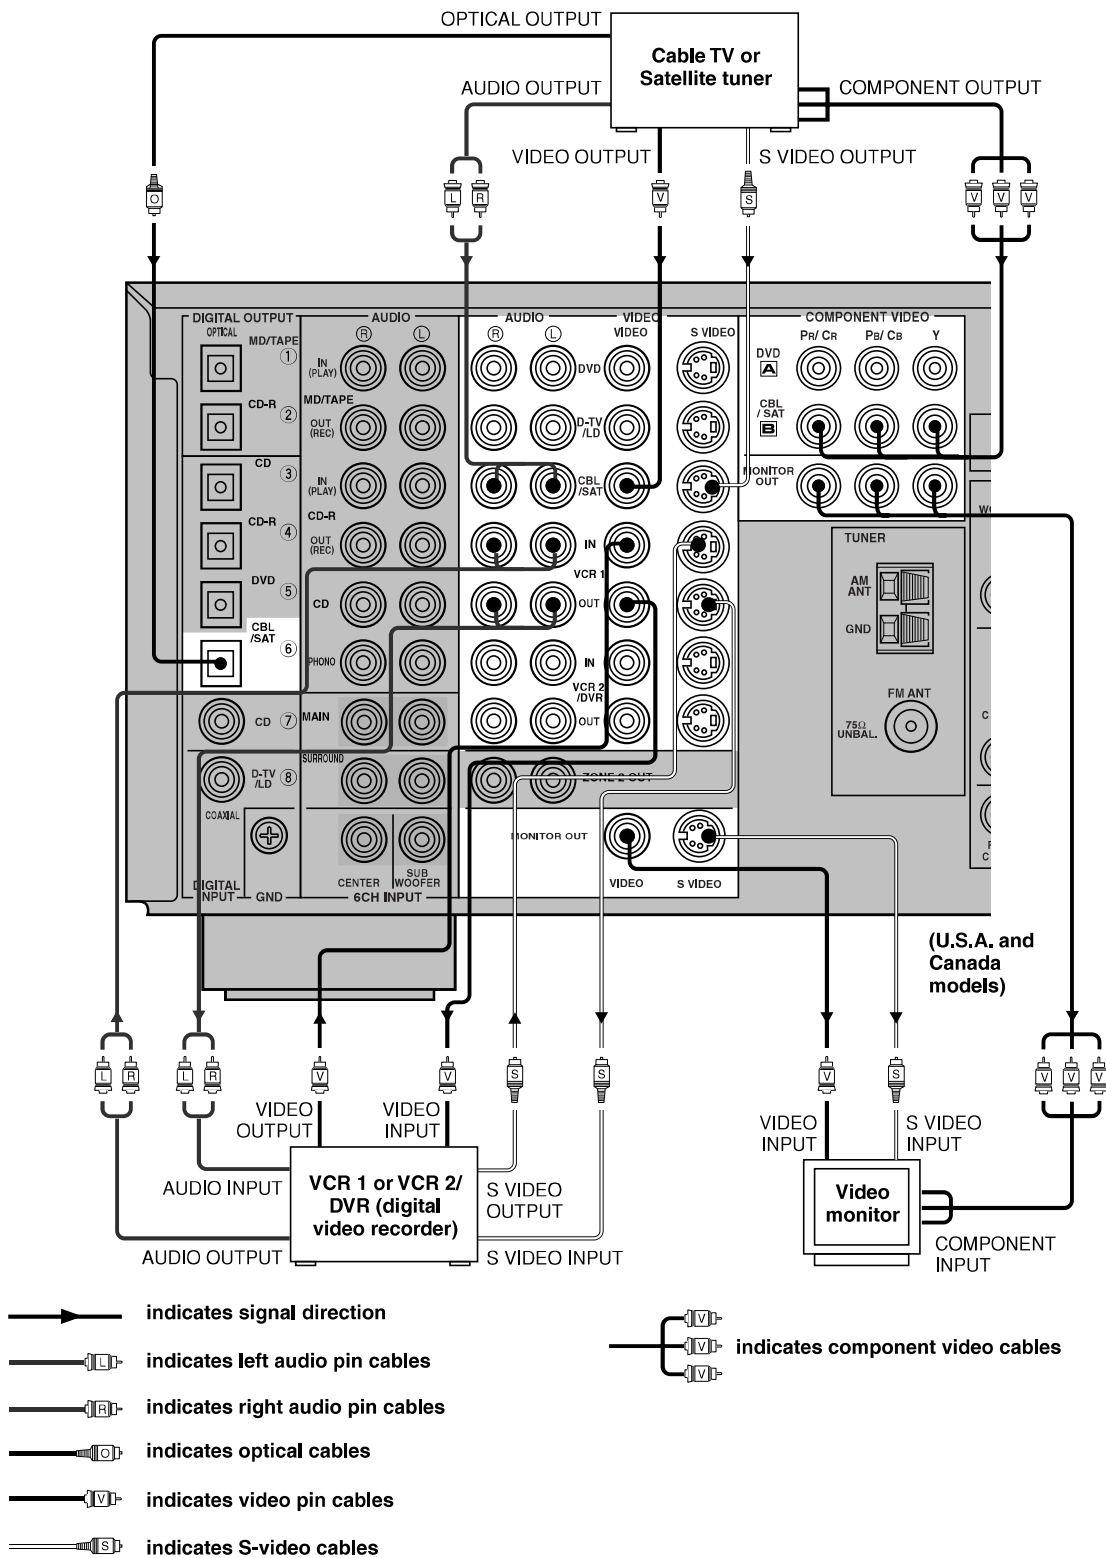 OPTICAL OUTPUT
Cable TV or
Satellite tuner
AUDIO OUTPUT
COMPONENT OUTPUT
VIDEO OUTPUT
S VIDEO OUTPUT
O
L
R
V
S
V
V
V
DIGITAL OUTPUT
OPTICAL
MD/TAPE
①
CD-R
②
CD
③
CD-R
④
DVD
⑤
CBL
/SAT
⑥
CD
⑦
D-TV
/LD
⑧
COAXIAL
DIGITAL
INPUT
GND
AUDIO
R
L
IN
(PLAY)
MD/TAPE
OUT
(REC)
IN
(PLAY)
CD-R
OUT
(REC)
CD
PHONO
MAIN
SURROUND
CENTER
SUB
WOOFER
6CH INPUT
AUDIO
R
L
VIDEO
VIDEO
S VIDEO
DVD
D-TV
/LD
CBL
/SAT
IN
VCR 1
OUT
IN
VCR 2
/DVR
OUT
ZONE 2 OUT
MONITOR OUT
VIDEO
S VIDEO
COMPONENT VIDEO
PR/ CR
PB/ CB
Y
DVD
A
CBL
/ SAT
B
MONITOR
OUT
TUNER
AM
ANT
GND
FM ANT
75Ω
UNBAL.
(U.S.A. and
Canada
models)
L
R
L
R
V
V
S
S
V
S
V
V
V
VIDEO
OUTPUT
VIDEO
INPUT
AUDIO INPUT
AUDIO OUTPUT
VCR 1 or VCR 2/
DVR (digital
video recorder)
S VIDEO
OUTPUT
S VIDEO INPUT
VIDEO
INPUT
S VIDEO
INPUT
Video
monitor
COMPONENT
INPUT
indicates signal direction
L
indicates left audio pin cables
R
indicates right audio pin cables
O
indicates optical cables
V
indicates video pin cables
S
indicates S-video cables
V
V
V
indicates component video cables